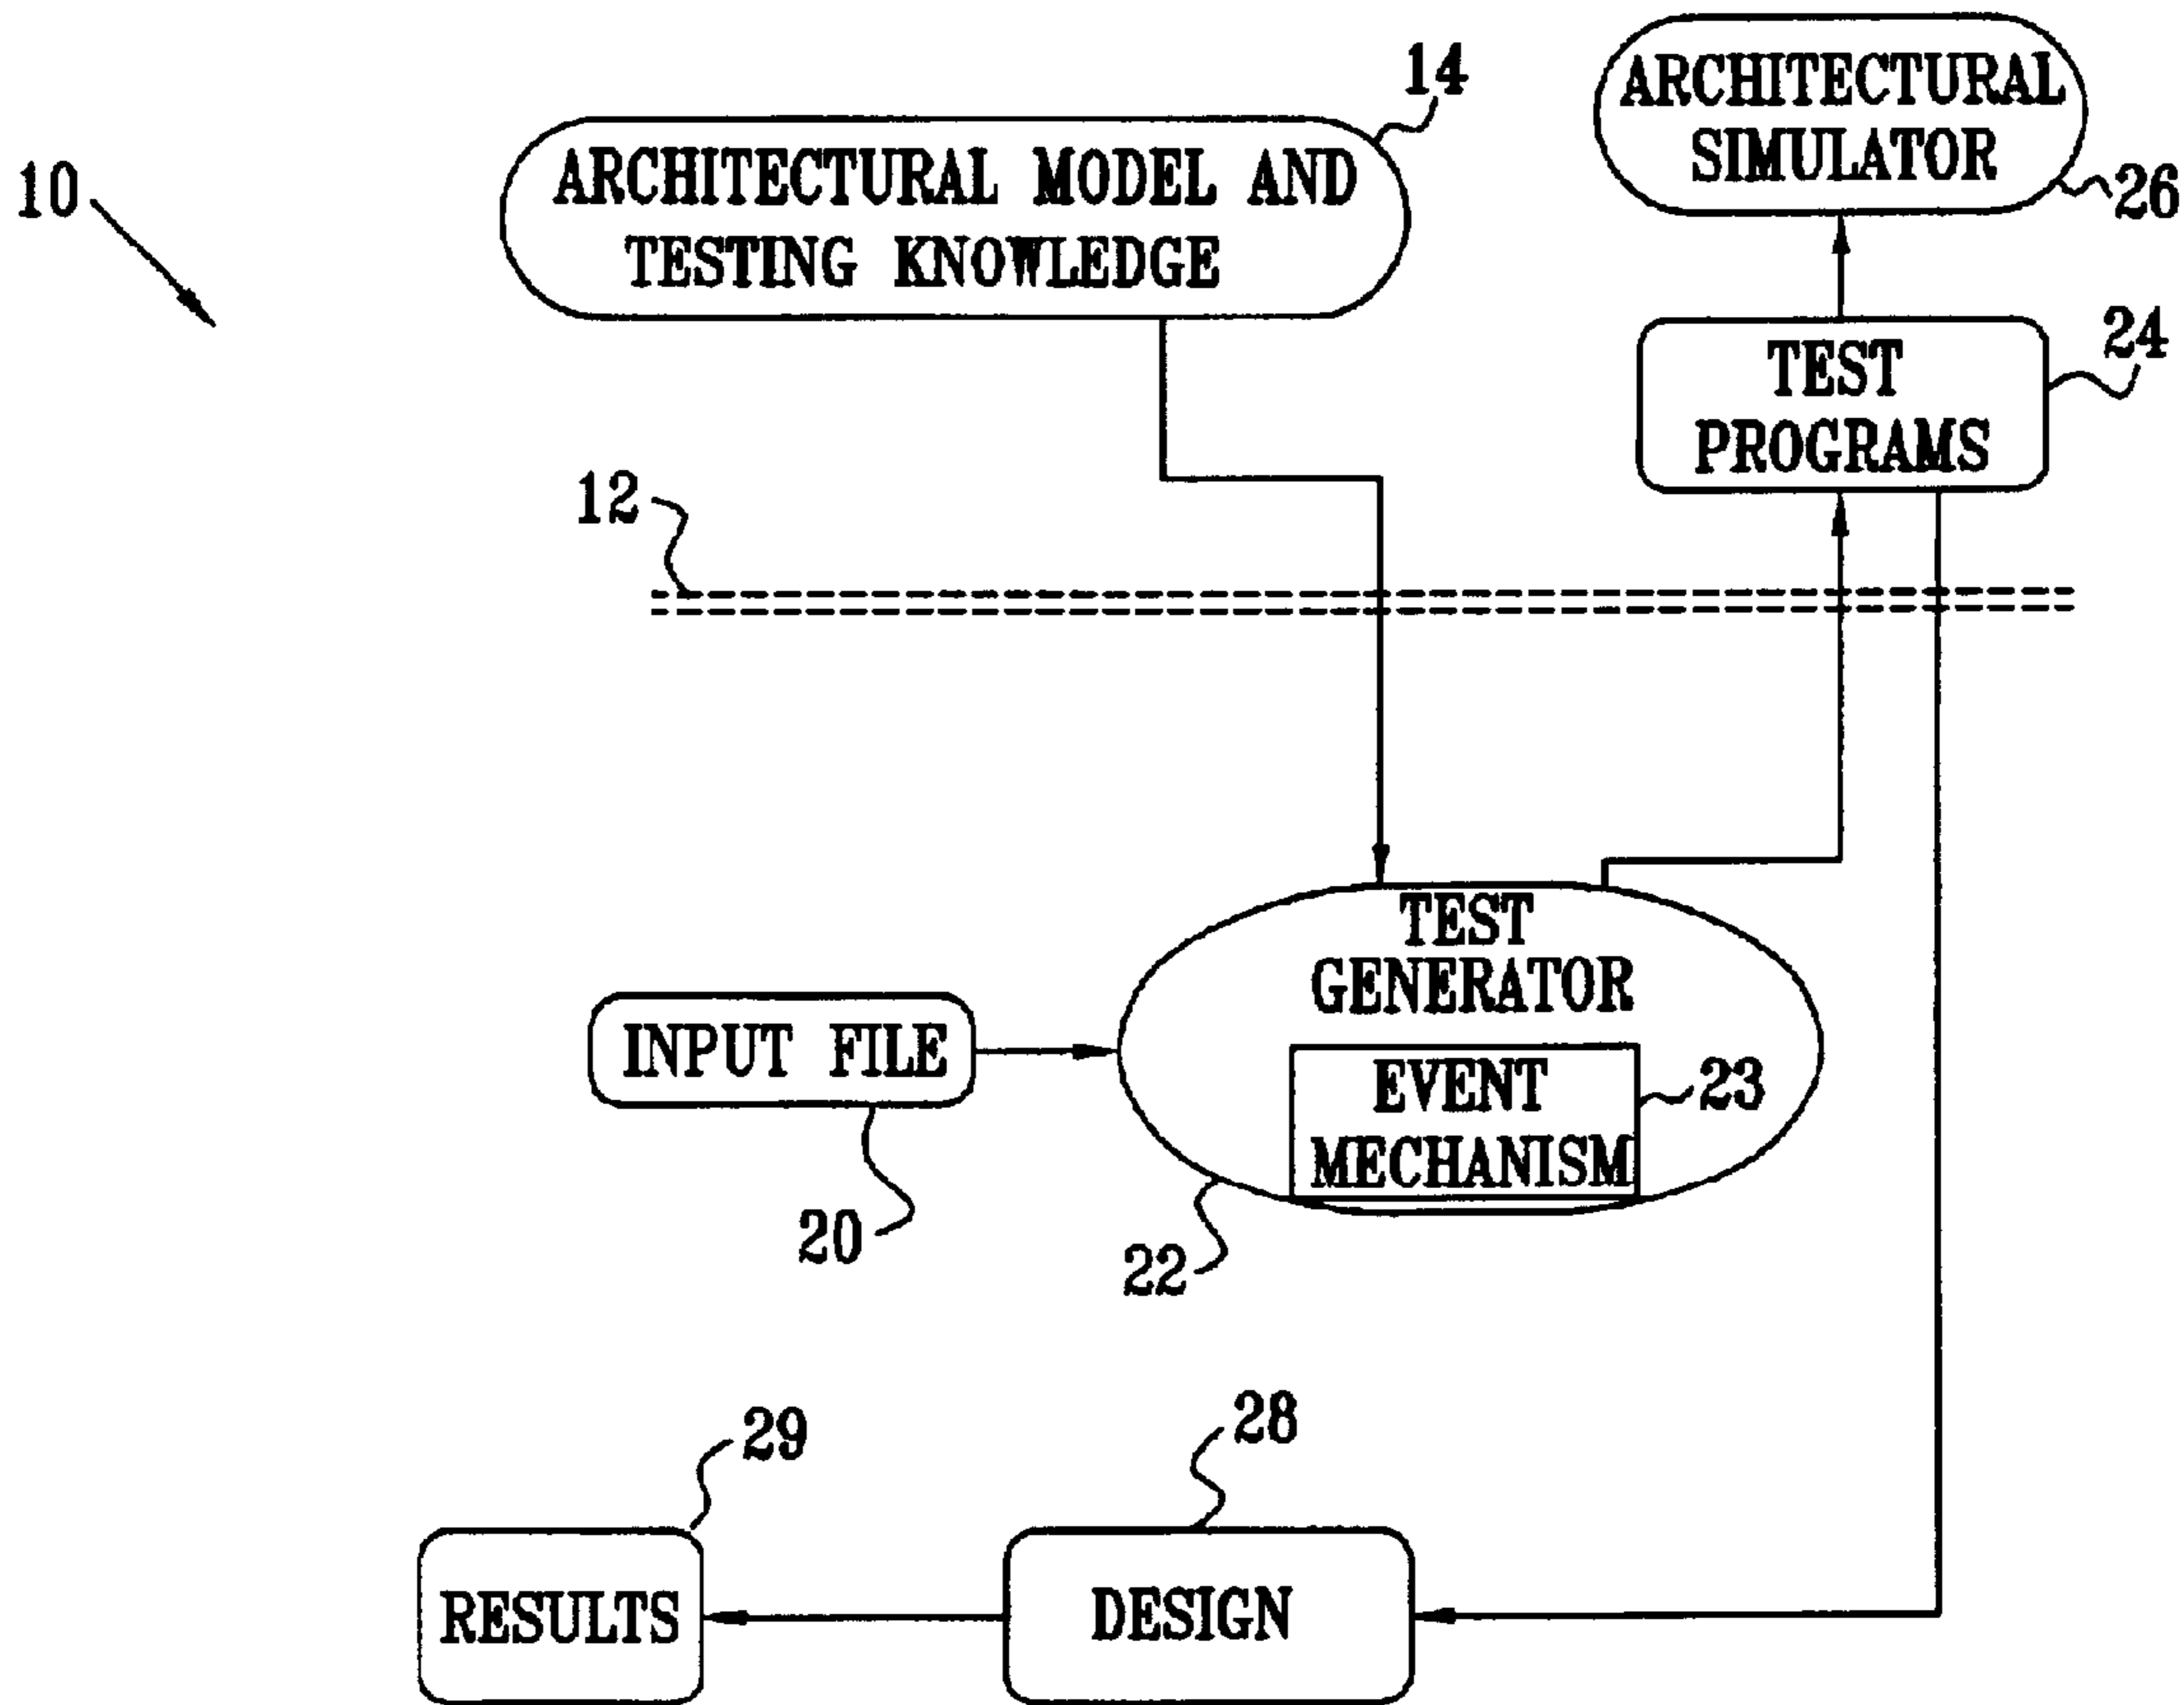 10
14
ARCHITECTURAL MODEL AND
TESTING KNOWLEDGE
ARCHITECTURAL
SIMULATOR
26
TEST
PROGRAMS
24
12
TEST
GENERATOR
INPUT FILE
EVENT
MECHANISM
23
20
22
29
28
RESULTS
DESIGN